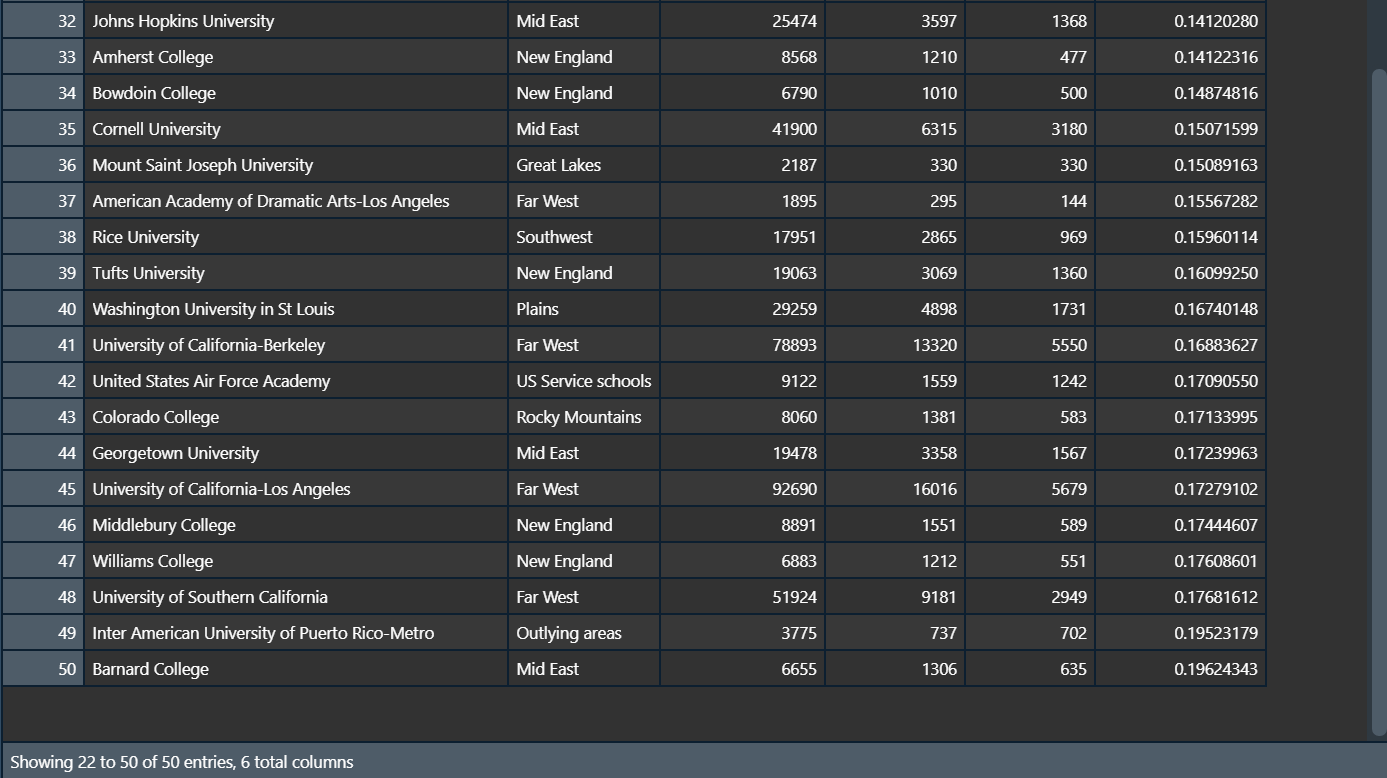 32 Johns Hopkins University Mid East 25474 3597 1368 0.14120280
33 Amherst College New England 8568 1210 477 0.14122316
34 Bowdoin College New England 6790 1010 500 0.14874816
35 Cornell University Mid East 41900 6315 3180 0.15071599
36 Mount Saint Joseph University Great Lakes 2187 330 330 0.15089163
37 American Academy of Dramatic Arts-Los Angeles Far West 1895 295 144 0.15567282
38 Rice University Southwest 17951 2865 969 0.15960114
39 Tufts University New England 19063 3069 1360 0.16099250
40 Washington University in St Louis Plains 29259 4898 1731 0.16740148
41 University of California-Berkeley Far West 78893 13320 5550 0.16883627
42 United States Air Force Academy US Service schools 9122 1559 1242 0.17090550
43 Colorado College Rocky Mountains 8060 1381 583 0.17133995
44 Georgetown University Mid East 19478 3358 1567 0.17239963
45 University of California-Los Angeles Far West 92690 16016 5679 0.17279102
46 Middlebury College New England 8891 1551 589 0.17444607
47 Williams College New England 6883 1212 551 0.17608601
48 University of Southern California Far West 51924 9181 2949 0.17681612
49 Inter American University of Puerto Rico-Metro Outlying areas 3775 737 702 0.19523179
50 Barnard College Mid East 6655 1306 635 0.19624343
Showing 22 to 50 of 50 entries, 6 total columns